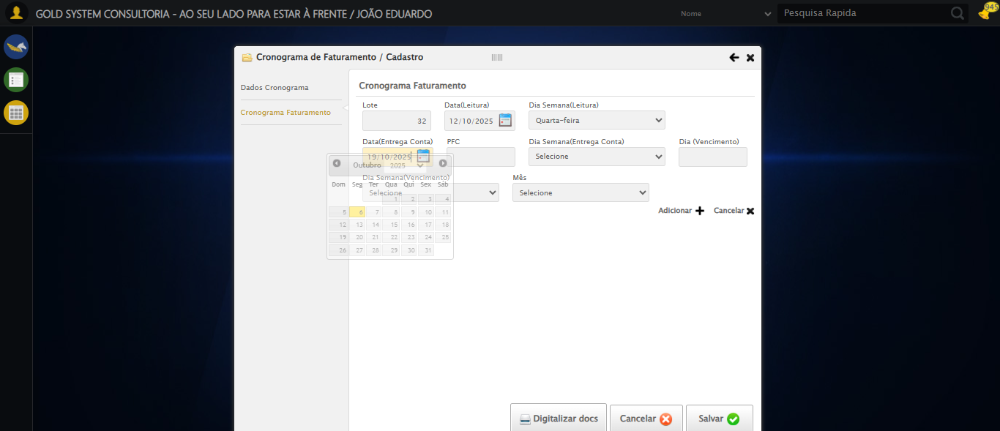 GOLD SYSTEM CONSULTORIA - AO SEU LADO PARA ESTAR À FRENTE / JOÃO EDUARDO
Nome
Pesquisa Rapida
945
Cronograma de Faturamento / Cadastro
Dados Cronograma
Cronograma Faturamento
Cronograma Faturamento
Lote
Data(Leitura)
Dia Semana(Leitura)
32
12/10/2025
Quarta-feira
Data(Entrega Conta)
PFC
Dia Semana(Entrega Conta)
Dia (Vencimento)
19/10/2025
Selecione
Outubro 2025
Dia Semana(Vencimento)
Mês
Dom Seg Ter Qua Qui Sex Sáb
Selecione
Selecione
1 2 3 4
5 6 7 8 9 10 11
12 13 14 15 16 17 18
19 20 21 22 23 24 25
26 27 28 29 30 31
Adicionar
Cancelar
Digitalizar docs
Cancelar
Salvar